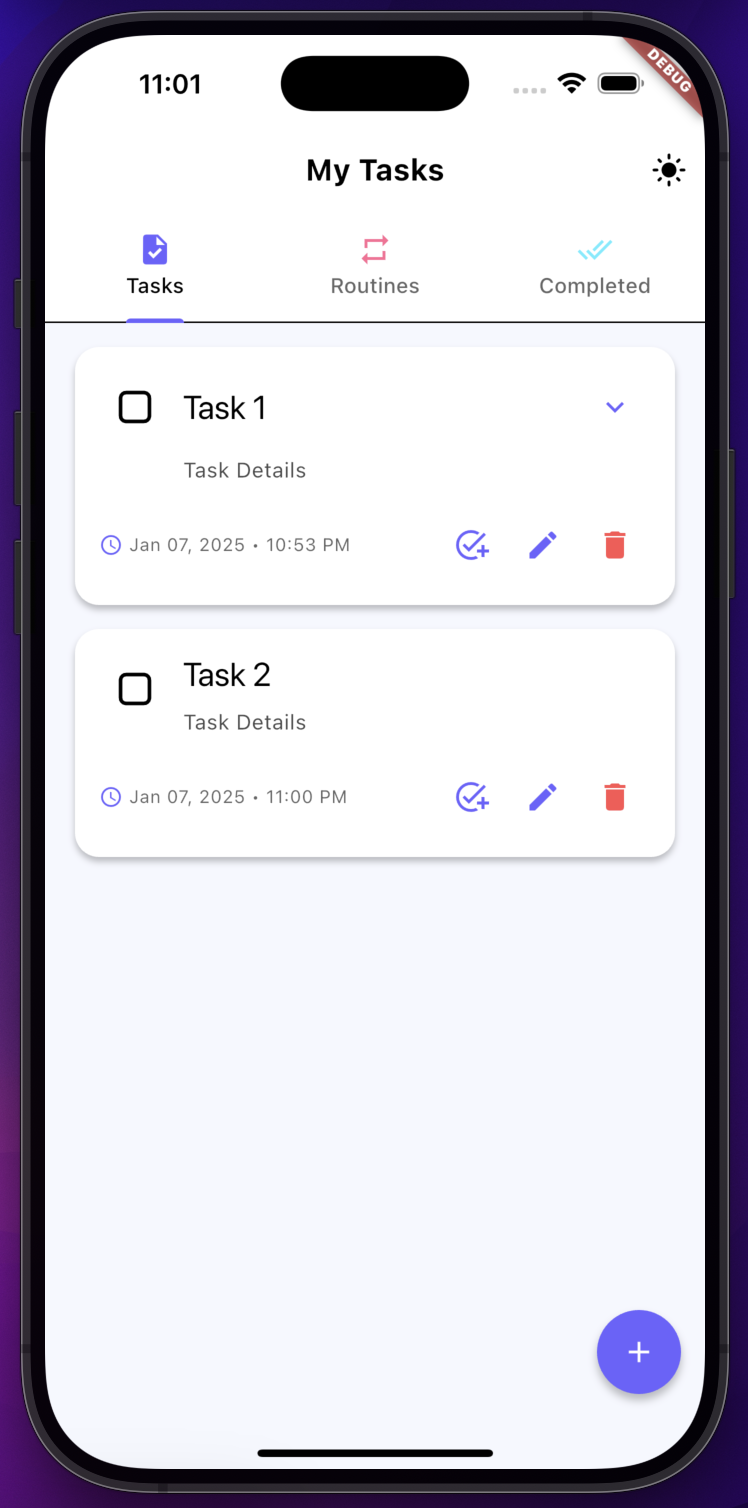 11:01
DEBUG
My Tasks
Tasks
Routines
Completed
Task 1
Task Details
Jan 07, 2025 • 10:53 PM
Task 2
Task Details
Jan 07, 2025 • 11:00 PM